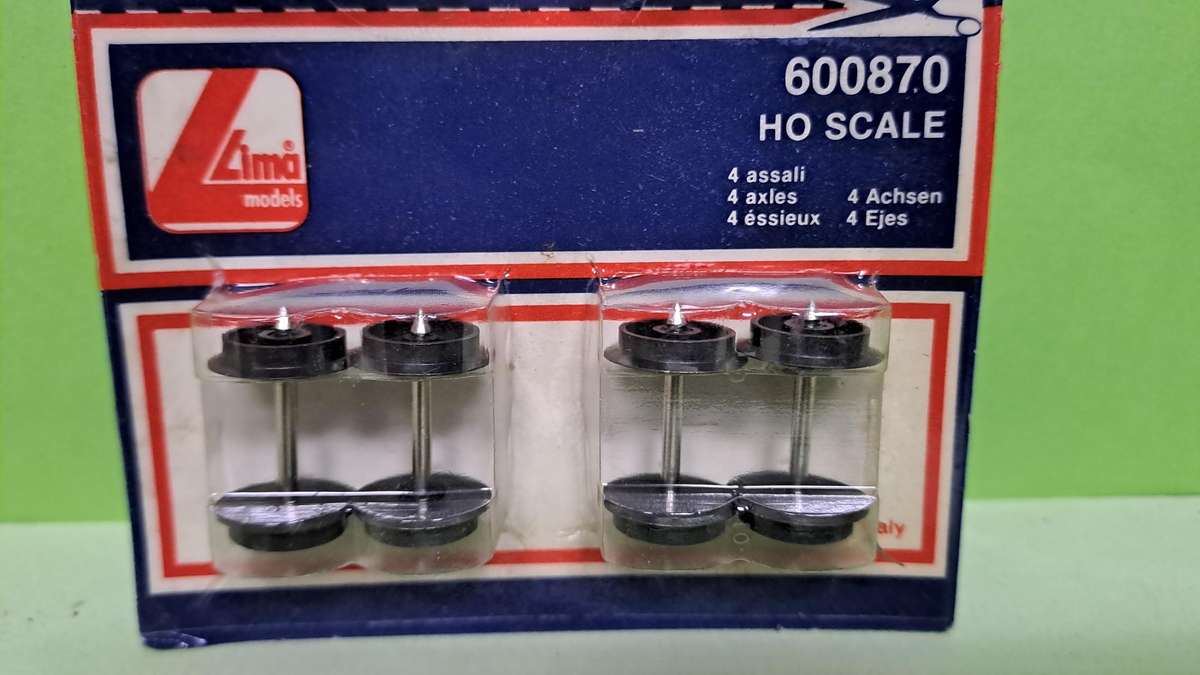 Lima®
models
600870
HO SCALE
4 assali
4 axles 4 Achsen
4 éssieux 4 Ejes
aly